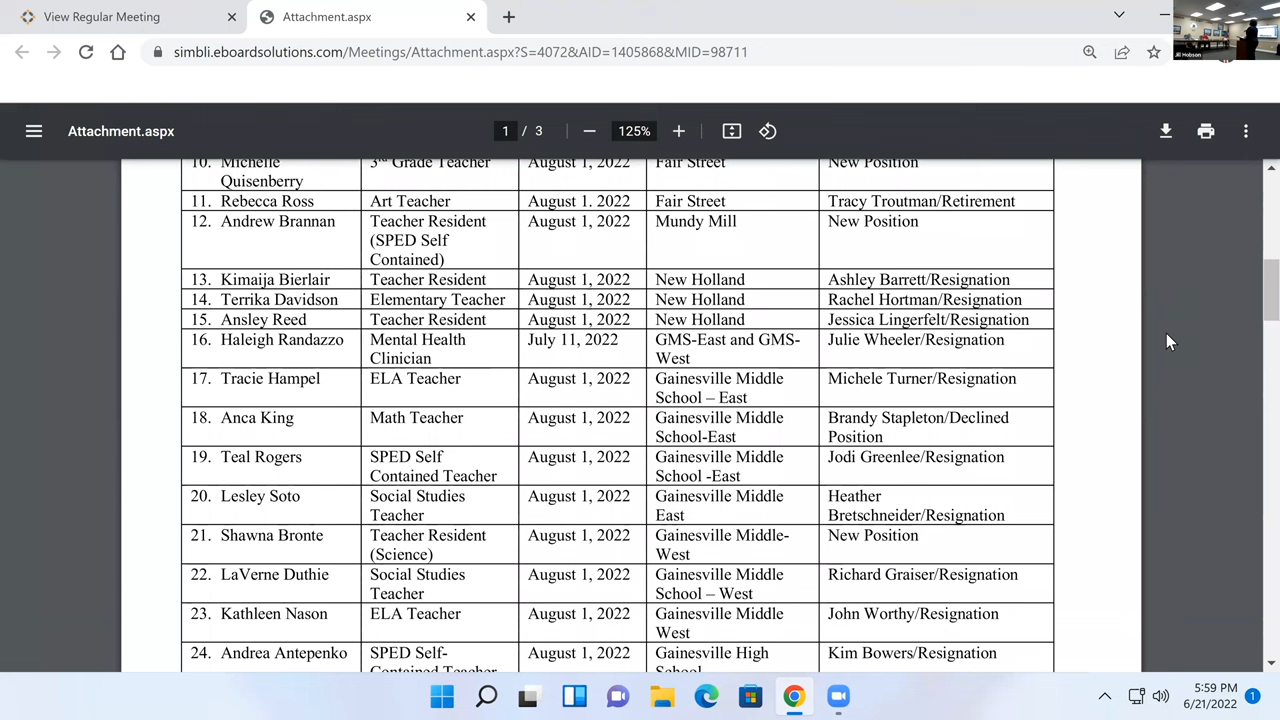 View Regular Meeting
Attachment.aspx
simbli.eboardsolutions.com/Meetings/Attachment.aspx?S=4072&AID=1405868&MID=98711
Jill Hobson
Attachment.aspx
1 / 3
125%
10. Michelle Quisenberry 3rd Grade Teacher August 1, 2022 Fair Street New Position
11. Rebecca Ross Art Teacher August 1. 2022 Fair Street Tracy Troutman/Retirement
12. Andrew Brannan Teacher Resident (SPED Self Contained) August 1, 2022 Mundy Mill New Position
13. Kimaija Bierlair Teacher Resident August 1, 2022 New Holland Ashley Barrett/Resignation
14. Terrika Davidson Elementary Teacher August 1, 2022 New Holland Rachel Hortman/Resignation
15. Ansley Reed Teacher Resident August 1, 2022 New Holland Jessica Lingerfelt/Resignation
16. Haleigh Randazzo Mental Health Clinician July 11, 2022 GMS-East and GMS-West Julie Wheeler/Resignation
17. Tracie Hampel ELA Teacher August 1, 2022 Gainesville Middle School – East Michele Turner/Resignation
18. Anca King Math Teacher August 1, 2022 Gainesville Middle School-East Brandy Stapleton/Declined Position
19. Teal Rogers SPED Self Contained Teacher August 1, 2022 Gainesville Middle School -East Jodi Greenlee/Resignation
20. Lesley Soto Social Studies Teacher August 1, 2022 Gainesville Middle East Heather Bretschneider/Resignation
21. Shawna Bronte Teacher Resident (Science) August 1, 2022 Gainesville Middle-West New Position
22. LaVerne Duthie Social Studies Teacher August 1, 2022 Gainesville Middle School – West Richard Graiser/Resignation
23. Kathleen Nason ELA Teacher August 1, 2022 Gainesville Middle West John Worthy/Resignation
24. Andrea Antepenko SPED Self-Contained Teacher August 1, 2022 Gainesville High School Kim Bowers/Resignation
5:59 PM
6/21/2022
1